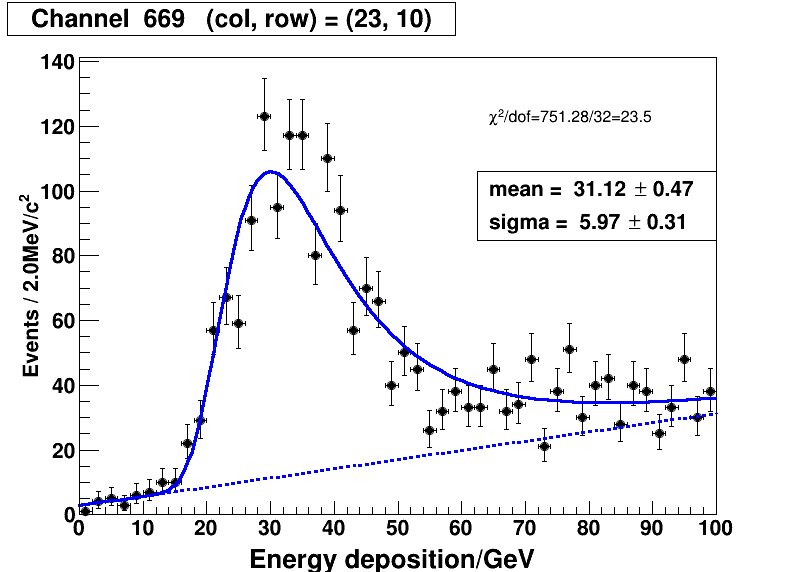 Channel 669 (col, row) = (23, 10)
χ²/dof=751.28/32=23.5
mean = 31.12 ± 0.47
sigma = 5.97 ± 0.31
Events / 2.0MeV/c²
140
120
100
80
60
40
20
0
0 10 20 30 40 50 60 70 80 90 100
Energy deposition/GeV